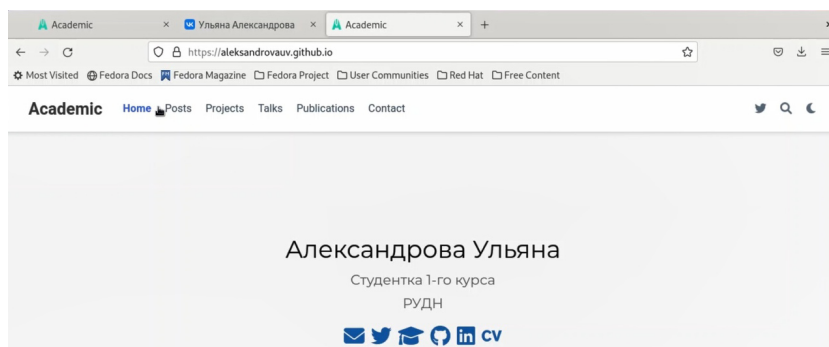 Academic × Ульяна Александрова × Academic × +
https://aleksandrovauv.github.io
Most Visited Fedora Docs Fedora Magazine Fedora Project User Communities Red Hat Free Content
Academic Home Posts Projects Talks Publications Contact
Александрова Ульяна
Студентка 1-го курса
РУДН
in CV